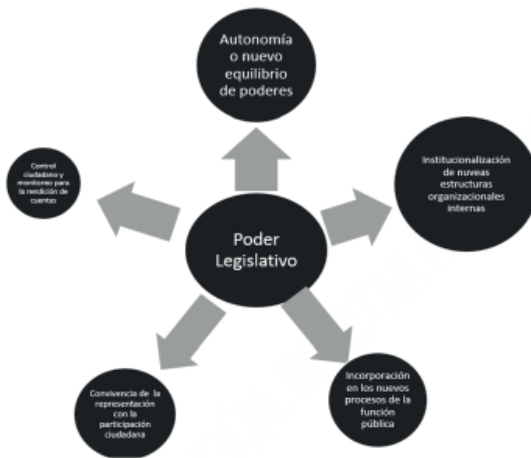 Autonomía
o nuevo
equilibrio
de poderes
Control
ciudadano y
monitoreo para
la rendición de
cuentas
Institucionalización
de nuveas
estructuras
organizacionales
internas
Poder
Legislativo
Convivencia de la
representación
con la
participación
ciudadana
Incorporación
en los nuevos
procesos de la
función
pública